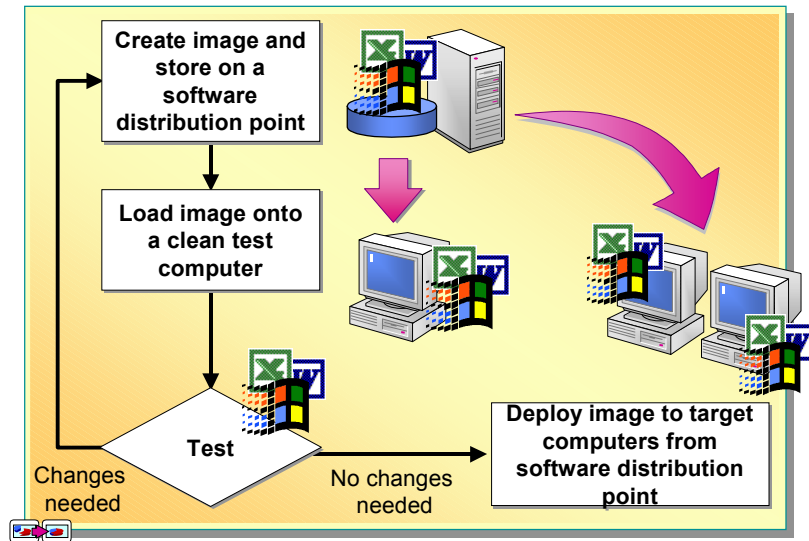 Create image and
store on a
software
distribution point
Load image onto
a clean test
computer
Test
Changes
needed
No changes
needed
Deploy image to target
computers from
software distribution
point